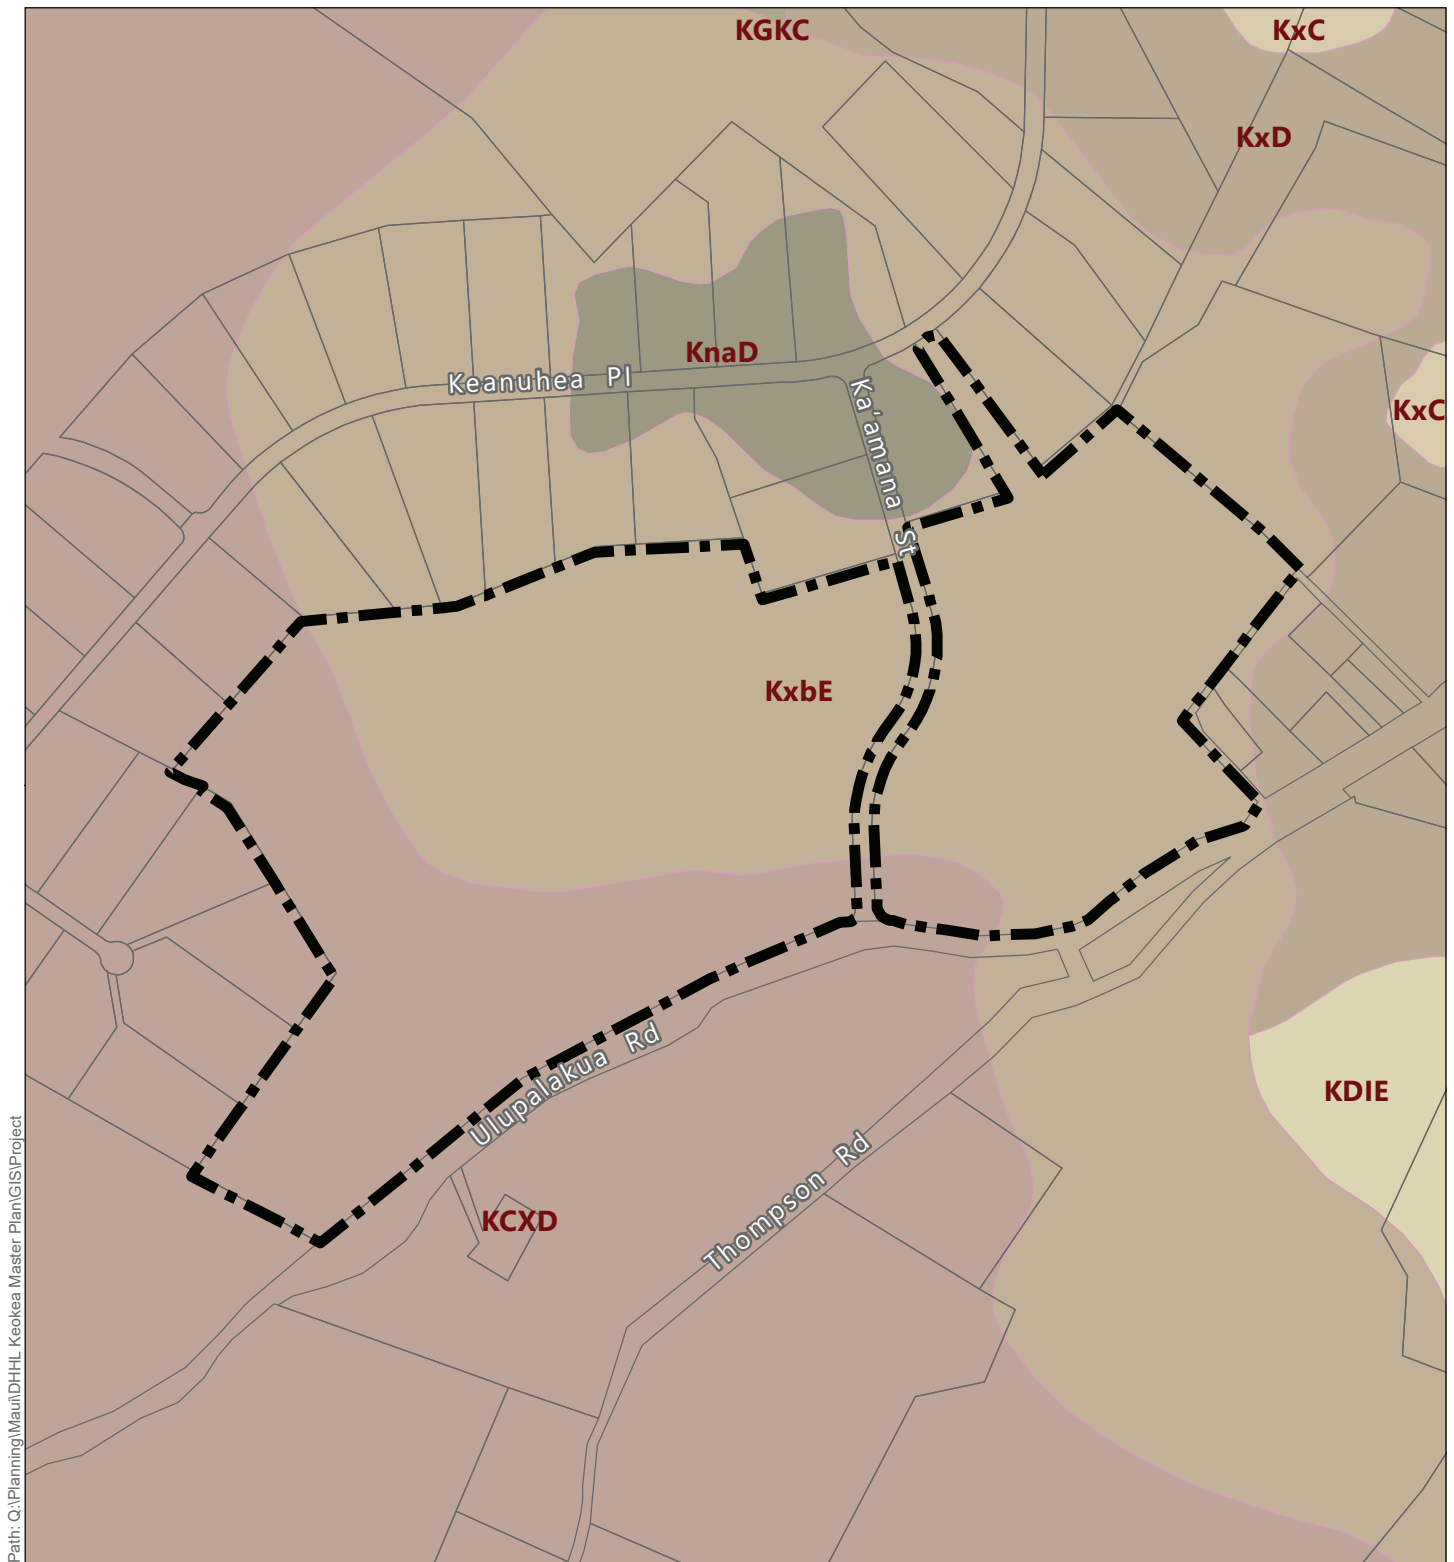 KGKC
KxC
KxD
KnaD
Keanuhea Pl
Ka'amana St
KxC
KxbE
KDIE
Ulupalakua Rd
Thompson Rd
KCXD
Path: Q:\Planning\Maui\DHHL Keokea Master Plan\GIS\Project